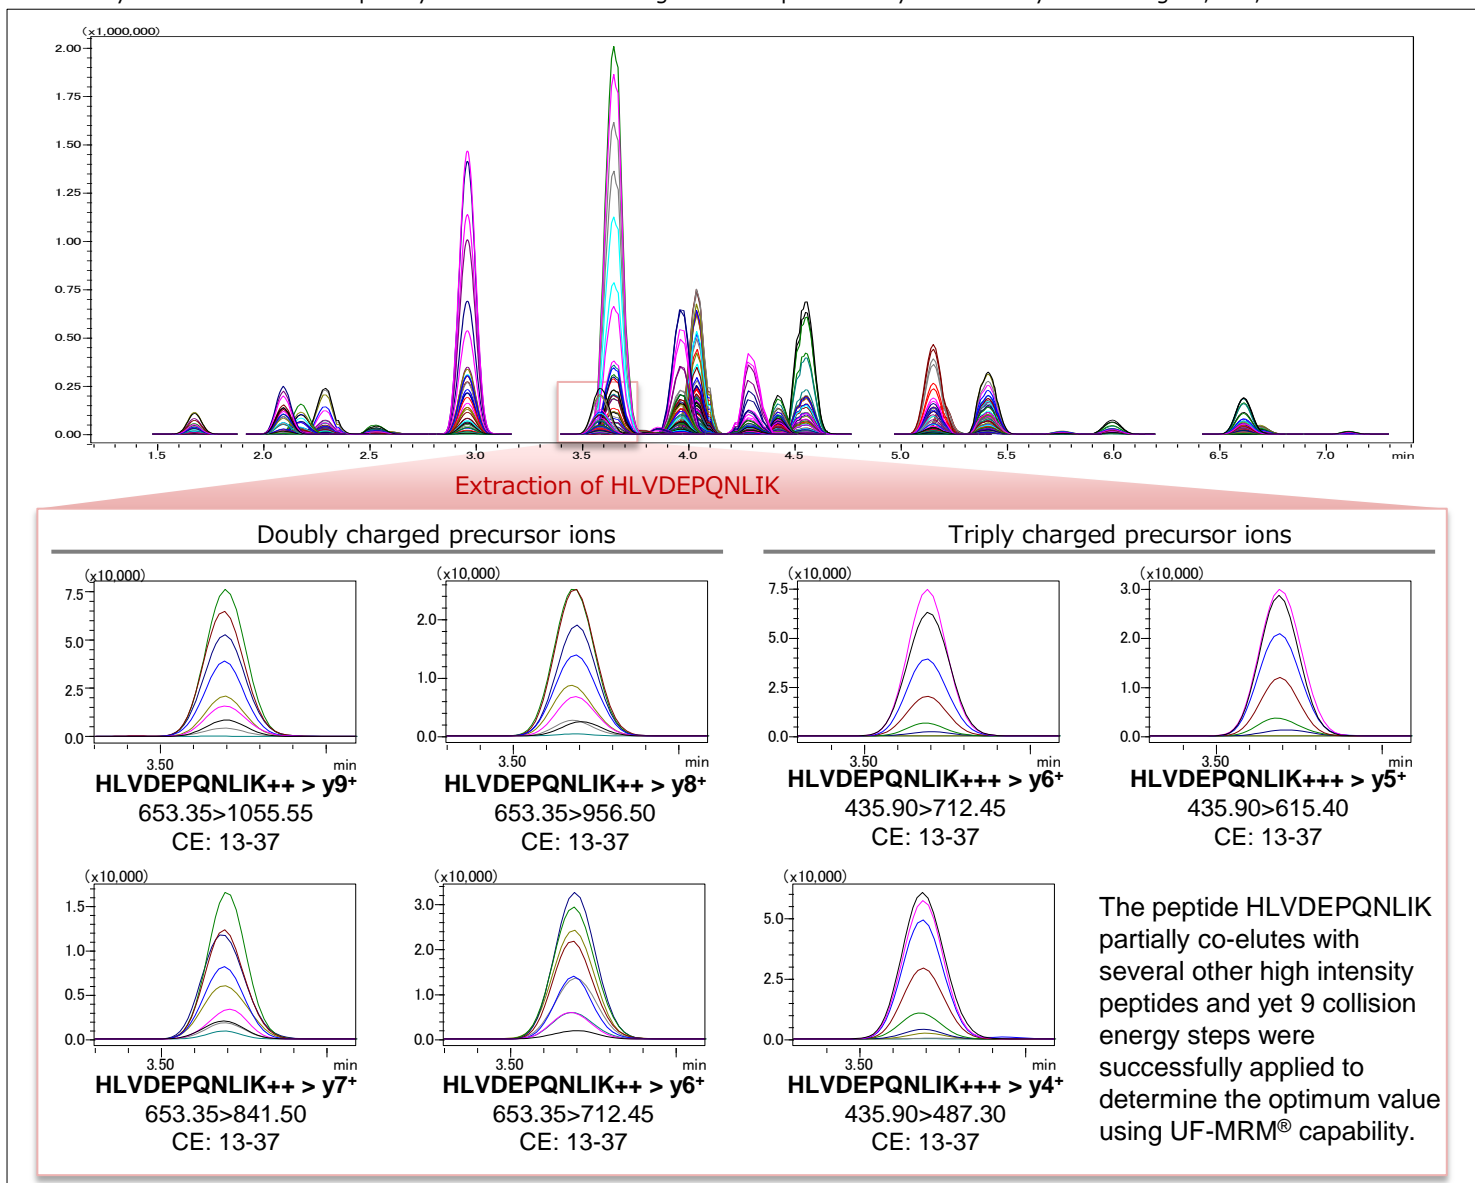 (x1,000,000)
2.00
1.75
1.50
1.25
1.00
0.75
0.50
0.25
0.00
1.5 2.0 2.5 3.0 3.5 4.0 4.5 5.0 5.5 6.0 6.5 7.0 min
Extraction of HLVDEPQNLIK
Doubly charged precursor ions
Triply charged precursor ions
(x10,000)
7.5
5.0
2.5
0.0
3.50 min
HLVDEPQNLIK++ > y9+
653.35>1055.55
CE: 13-37
(x10,000)
2.0
1.0
0.0
3.50 min
HLVDEPQNLIK++ > y8+
653.35>956.50
CE: 13-37
(x10,000)
7.5
5.0
2.5
0.0
3.50 min
HLVDEPQNLIK+++ > y6+
435.90>712.45
CE: 13-37
(x10,000)
3.0
2.0
1.0
0.0
3.50 min
HLVDEPQNLIK+++ > y5+
435.90>615.40
CE: 13-37
(x10,000)
1.5
1.0
0.5
0.0
3.50 min
HLVDEPQNLIK++ > y7+
653.35>841.50
CE: 13-37
(x10,000)
3.0
2.0
1.0
0.0
3.50 min
HLVDEPQNLIK++ > y6+
653.35>712.45
CE: 13-37
(x10,000)
5.0
2.5
0.0
3.50 min
HLVDEPQNLIK+++ > y4+
435.90>487.30
CE: 13-37
The peptide HLVDEPQNLIK
partially co-elutes with
several other high intensity
peptides and yet 9 collision
energy steps were
successfully applied to
determine the optimum value
using UF-MRM® capability.